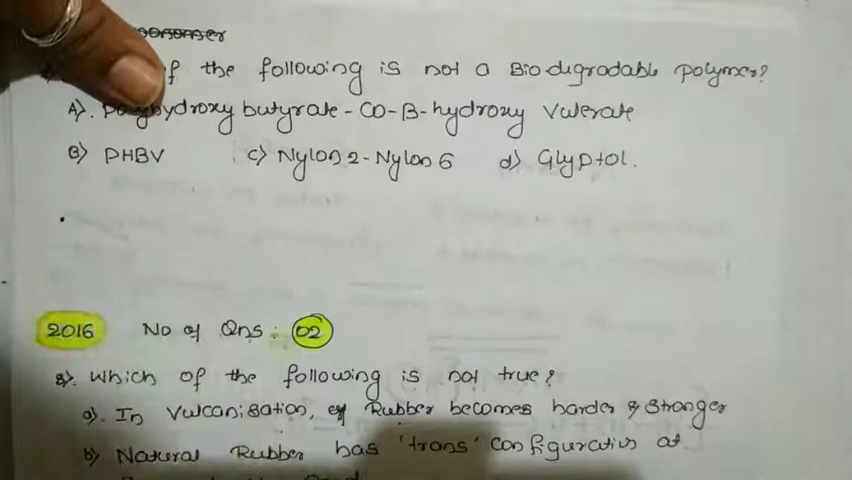 of the following is not a Biodegradable polymer?
A). Polyhydroxy butyrate - CO - B - hydroxy Valerate
B) PHBV c) Nylon 2 - Nylon 6 d) Glyptol.
2016 No of Qns : 02
8). Which of the following is not true?
a). In Vulcanisation, Rubber becomes harder & Stronger
b) Natural Rubber has 'trans' configuration at